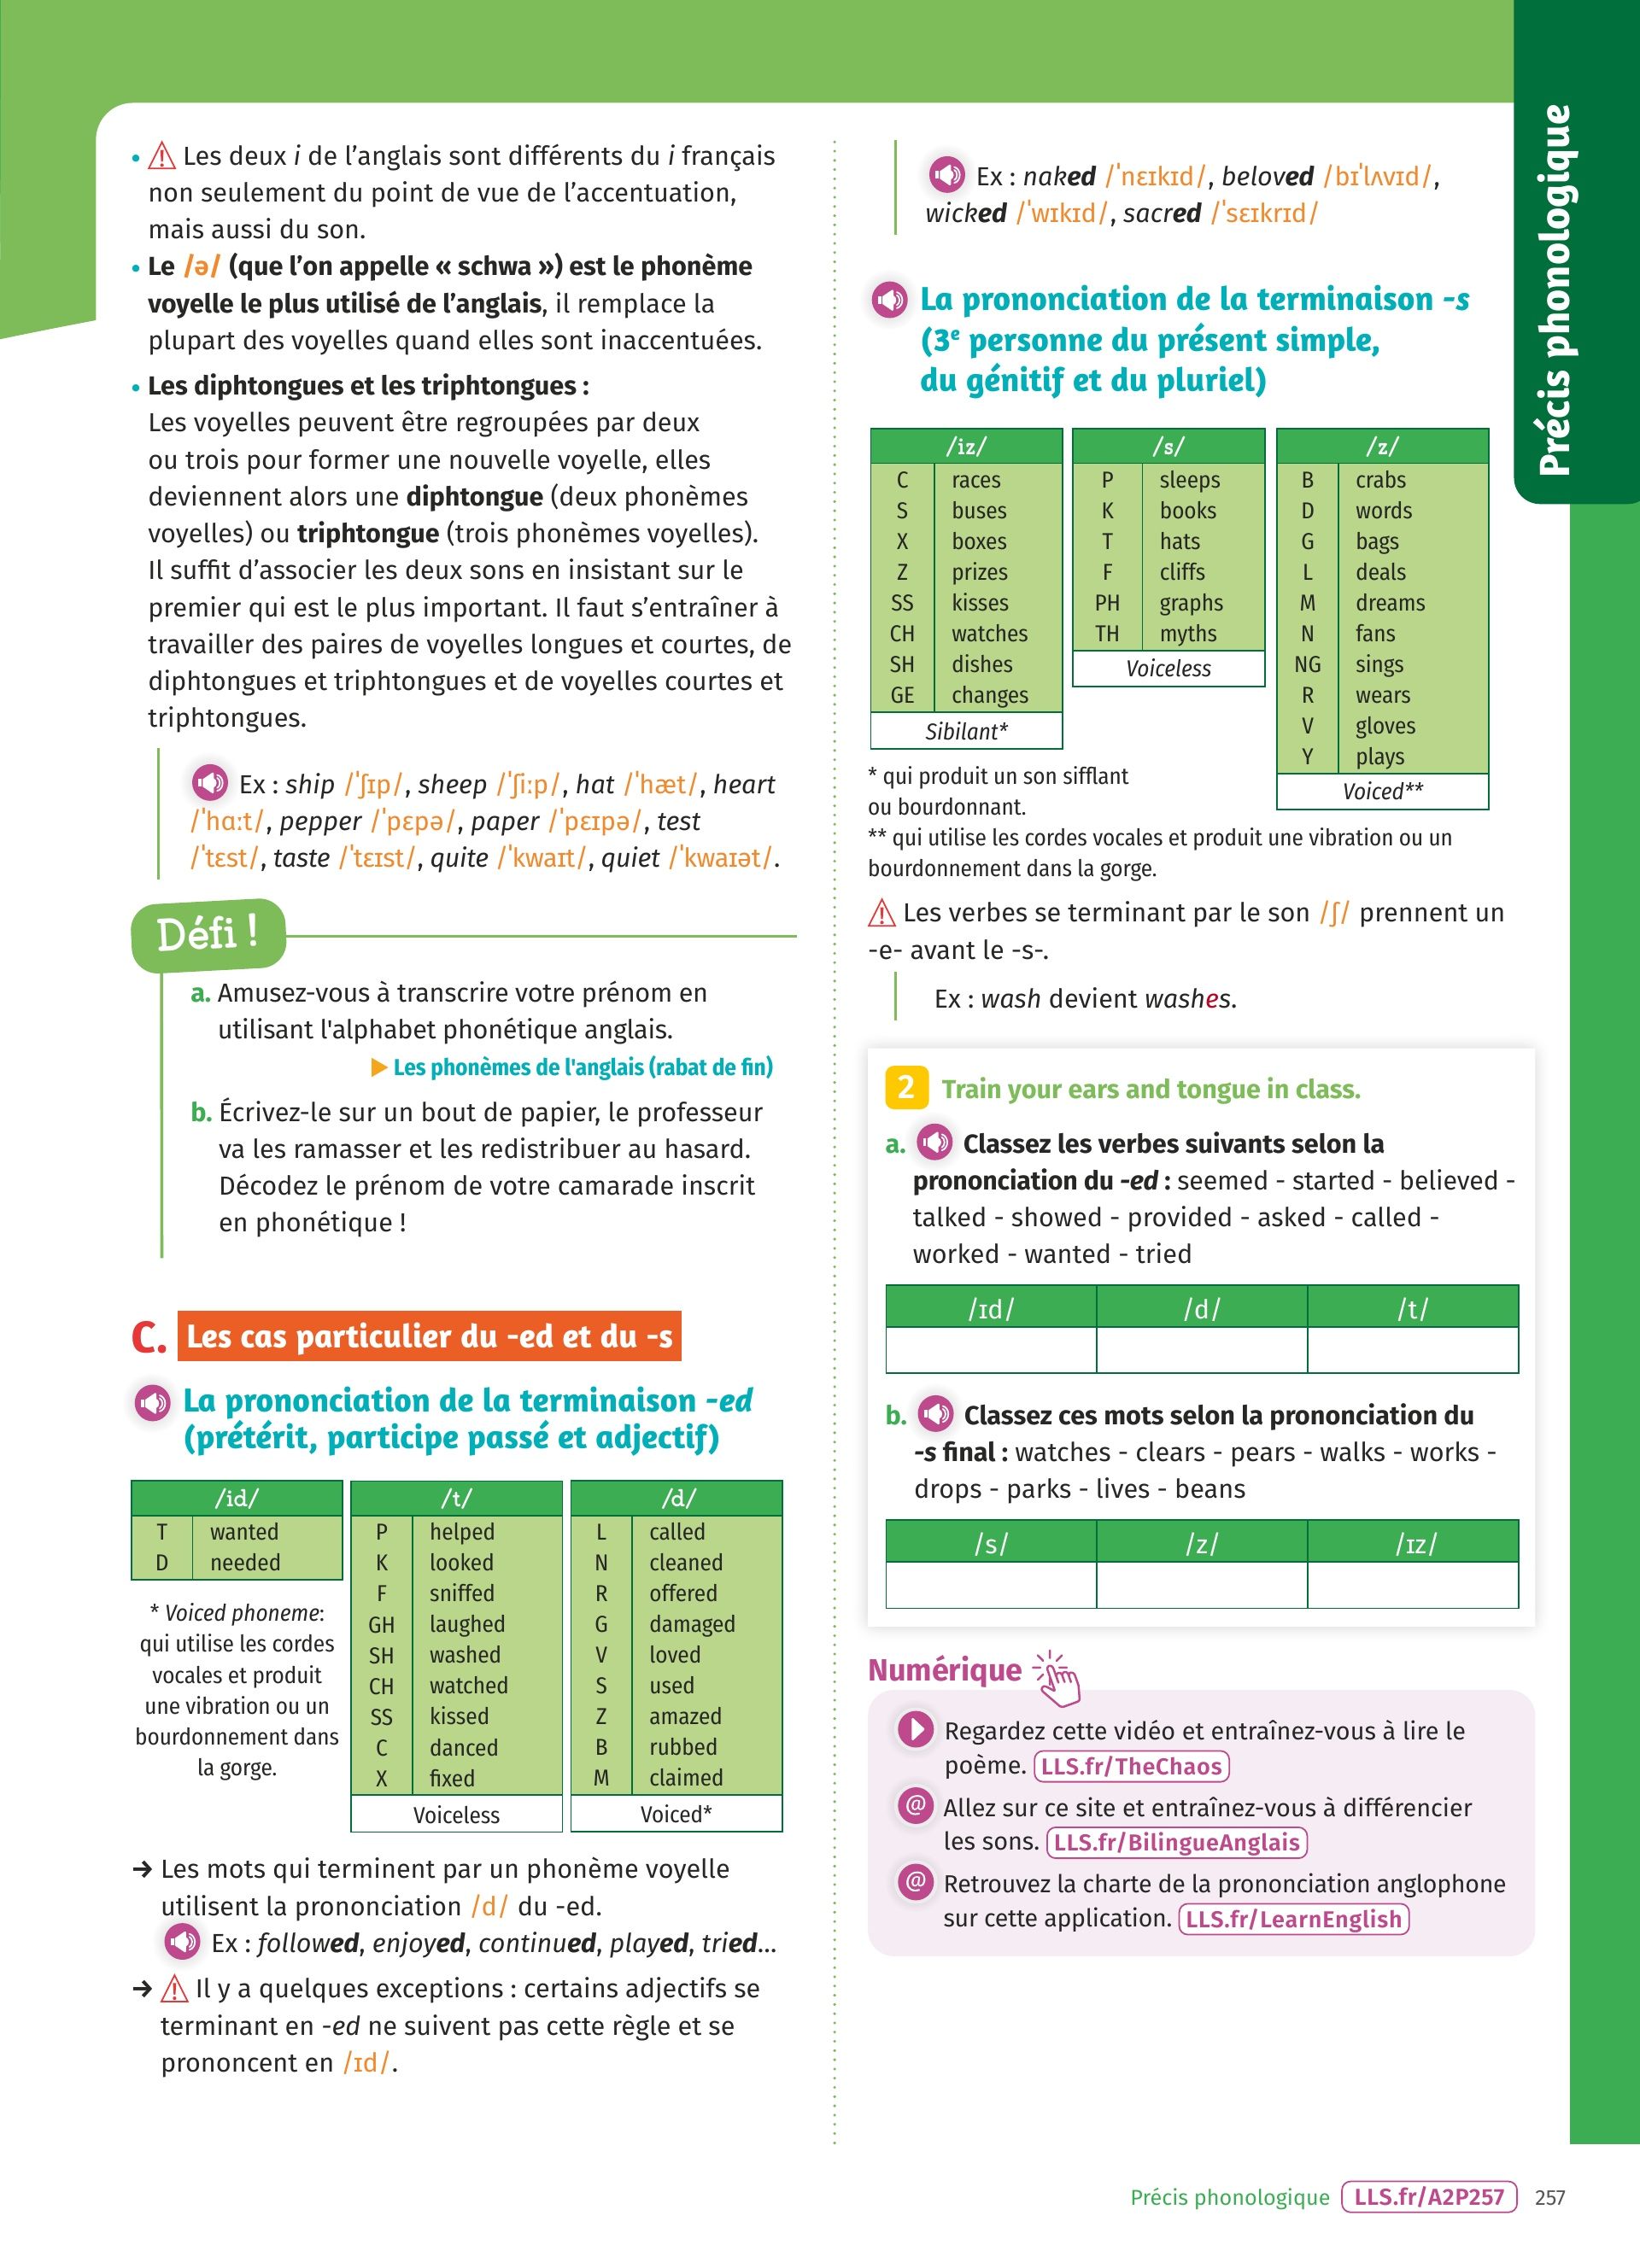 • ⚠ Les deux i de l’anglais sont différents du i français
non seulement du point de vue de l’accentuation,
mais aussi du son.
• Le /ə/ (que l’on appelle « schwa ») est le phonème
voyelle le plus utilisé de l’anglais, il remplace la
plupart des voyelles quand elles sont inaccentuées.
• Les diphtongues et les triphtongues :
Les voyelles peuvent être regroupées par deux
ou trois pour former une nouvelle voyelle, elles
deviennent alors une diphtongue (deux phonèmes
voyelles) ou triphtongue (trois phonèmes voyelles).
Il suffit d’associer les deux sons en insistant sur le
premier qui est le plus important. Il faut s’entraîner à
travailler des paires de voyelles longues et courtes, de
diphtongues et triphtongues et de voyelles courtes et
triphtongues.
Ex : ship /ˈʃɪp/, sheep /ˈʃiːp/, hat /ˈhæt/, heart
/ˈhɑːt/, pepper /ˈpɛpə/, paper /ˈpɛɪpə/, test
/ˈtɛst/, taste /ˈtɛɪst/, quite /ˈkwaɪt/, quiet /ˈkwaɪət/.
Défi !
a. Amusez-vous à transcrire votre prénom en
utilisant l'alphabet phonétique anglais.
▶ Les phonèmes de l'anglais (rabat de fin)
b. Écrivez-le sur un bout de papier, le professeur
va les ramasser et les redistribuer au hasard.
Décodez le prénom de votre camarade inscrit
en phonétique !
C. Les cas particulier du -ed et du -s
La prononciation de la terminaison -ed
(prétérit, participe passé et adjectif)
/id/
T wanted
D needed
* Voiced phoneme:
qui utilise les cordes
vocales et produit
une vibration ou un
bourdonnement dans
la gorge.
/t/
P helped
K looked
F sniffed
GH laughed
SH washed
CH watched
SS kissed
C danced
X fixed
Voiceless
/d/
L called
N cleaned
R offered
G damaged
V loved
S used
Z amazed
B rubbed
M claimed
Voiced*
→ Les mots qui terminent par un phonème voyelle
utilisent la prononciation /d/ du -ed.
Ex : followed, enjoyed, continued, played, tried...
→ ⚠ Il y a quelques exceptions : certains adjectifs se
terminant en -ed ne suivent pas cette règle et se
prononcent en /ɪd/.
Ex : naked /ˈnɛɪkɪd/, beloved /bɪˈlʌvɪd/,
wicked /ˈwɪkɪd/, sacred /ˈsɛɪkrɪd/
La prononciation de la terminaison -s
(3e personne du présent simple,
du génitif et du pluriel)
/iz/
C races
S buses
X boxes
Z prizes
SS kisses
CH watches
SH dishes
GE changes
Sibilant*
/s/
P sleeps
K books
T hats
F cliffs
PH graphs
TH myths
Voiceless
/z/
B crabs
D words
G bags
L deals
M dreams
N fans
NG sings
R wears
V gloves
Y plays
Voiced**
* qui produit un son sifflant
ou bourdonnant.
** qui utilise les cordes vocales et produit une vibration ou un
bourdonnement dans la gorge.
⚠ Les verbes se terminant par le son /ʃ/ prennent un
-e- avant le -s-.
Ex : wash devient washes.
2 Train your ears and tongue in class.
a. Classez les verbes suivants selon la
prononciation du -ed : seemed - started - believed -
talked - showed - provided - asked - called -
worked - wanted - tried
/ɪd/ /d/ /t/
b. Classez ces mots selon la prononciation du
-s final : watches - clears - pears - walks - works -
drops - parks - lives - beans
/s/ /z/ /ɪz/
Numérique
Regardez cette vidéo et entraînez-vous à lire le
poème. LLS.fr/TheChaos
@ Allez sur ce site et entraînez-vous à différencier
les sons. LLS.fr/BilingueAnglais
@ Retrouvez la charte de la prononciation anglophone
sur cette application. LLS.fr/LearnEnglish
Précis phonologique
Précis phonologique LLS.fr/A2P257 257